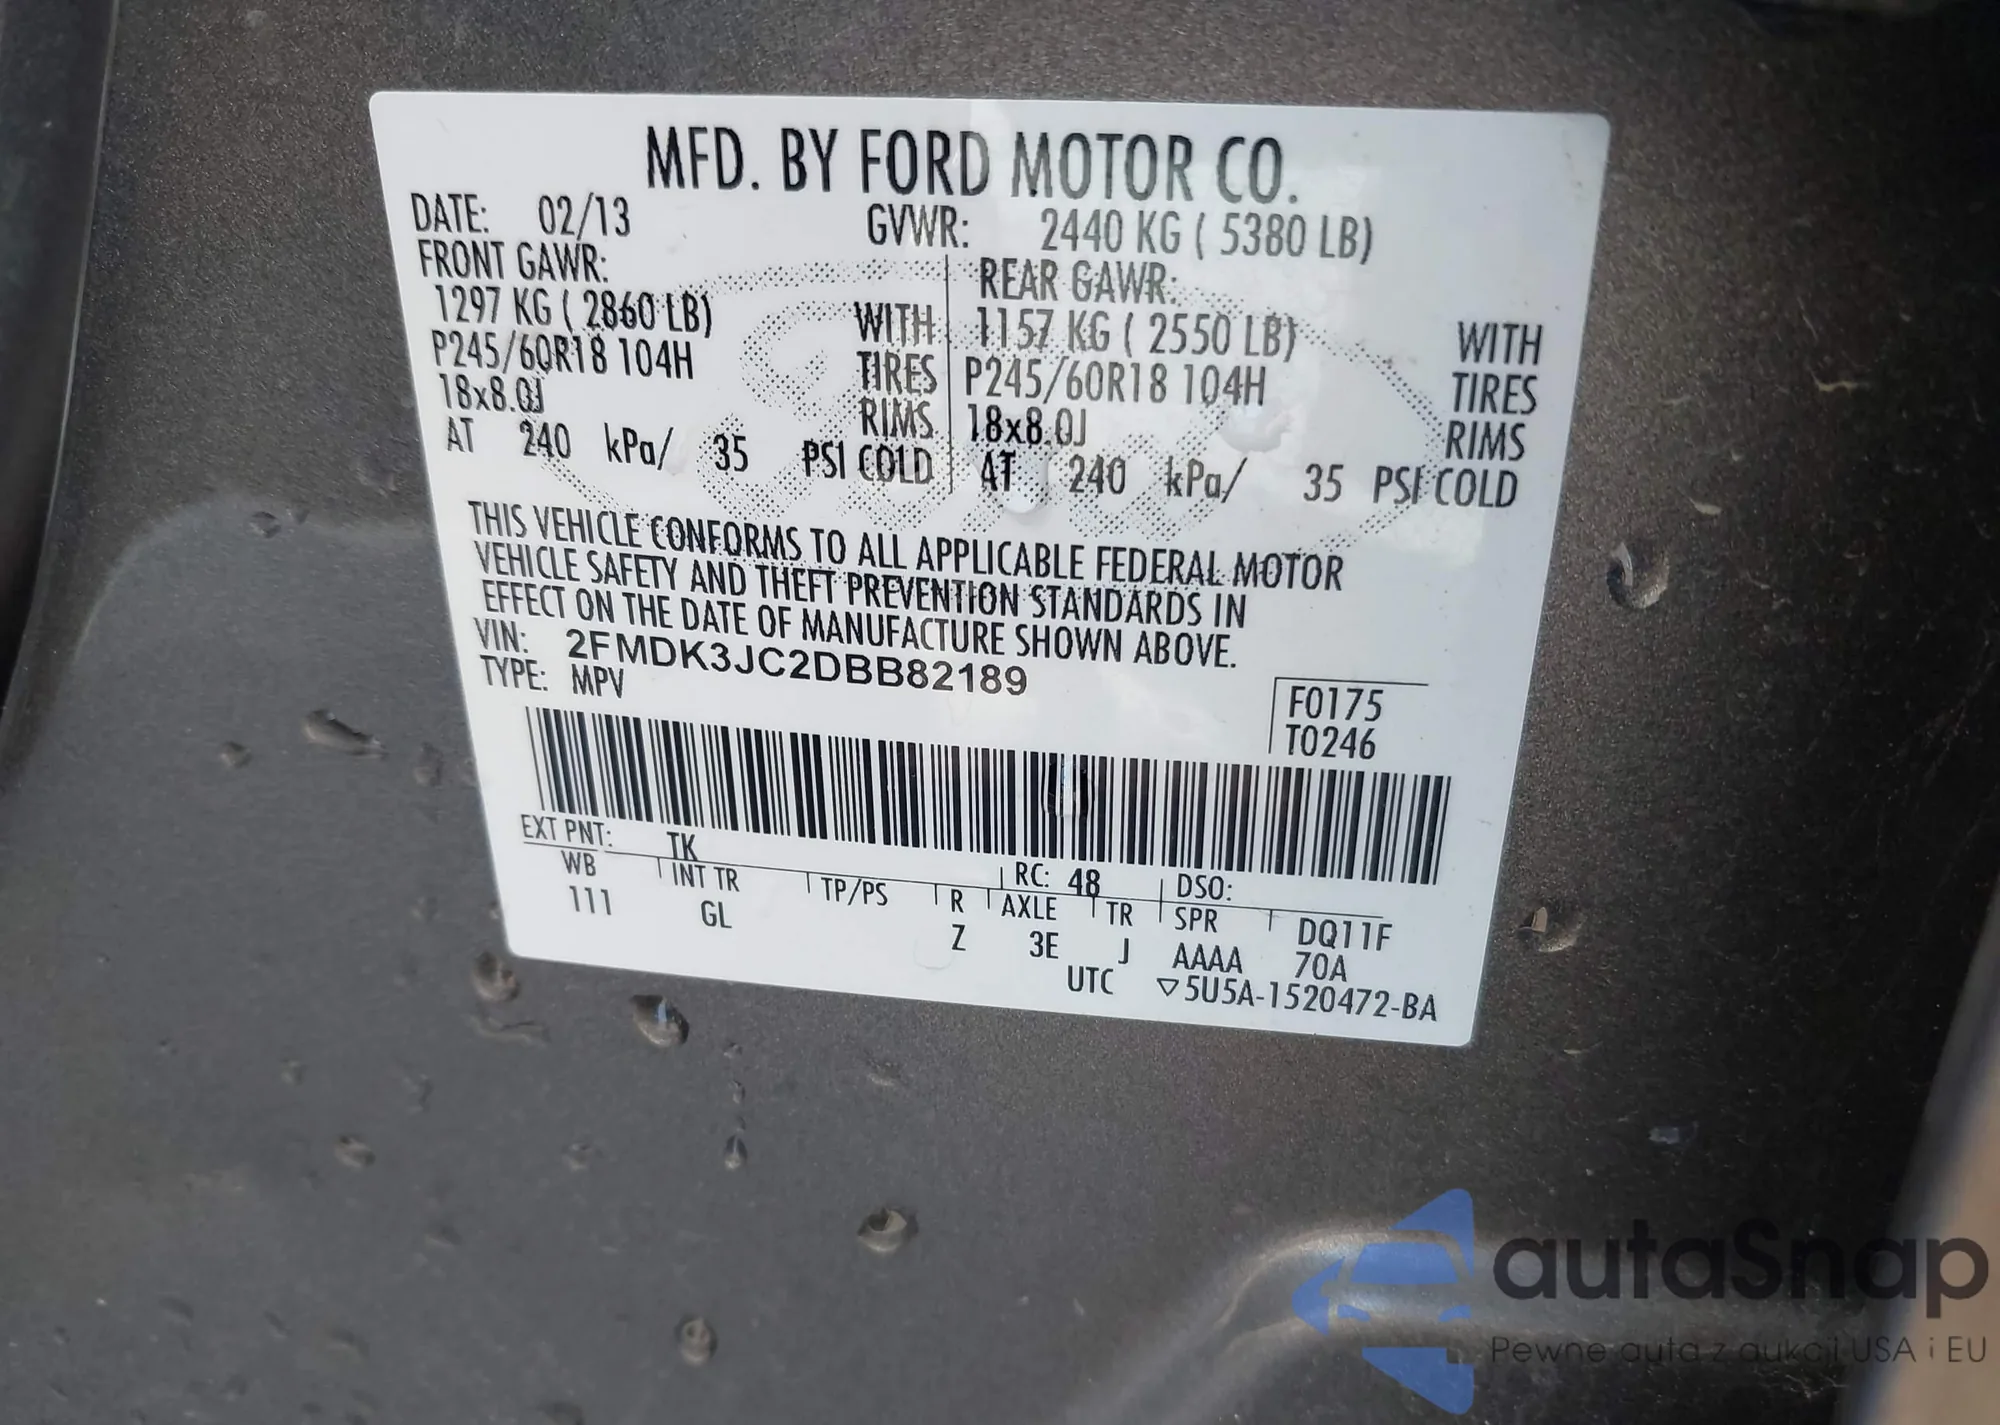 MFD. BY FORD MOTOR CO.
DATE: 02/13 GVWR: 2440 KG ( 5380 LB)
FRONT GAWR: REAR GAWR:
1297 KG ( 2860 LB) WITH 1157 KG ( 2550 LB) WITH
P245/60R18 104H TIRES P245/60R18 104H TIRES
18x8.0J RIMS 18x8.0J RIMS
AT 240 kPa/ 35 PSI COLD AT 240 kPa/ 35 PSI COLD
THIS VEHICLE CONFORMS TO ALL APPLICABLE FEDERAL MOTOR
VEHICLE SAFETY AND THEFT PREVENTION STANDARDS IN
EFFECT ON THE DATE OF MANUFACTURE SHOWN ABOVE.
VIN: 2FMDK3JC2DBB82189
TYPE: MPV
F0175
T0246
EXT PNT: TK RC: 48 DSO:
WB INT TR TP/PS R AXLE TR SPR DQ11F
111 GL Z 3E J AAAA 70A
UTC ▽5U5A-1520472-BA
autaSnap
Pewne auta z aukcji USA i EU